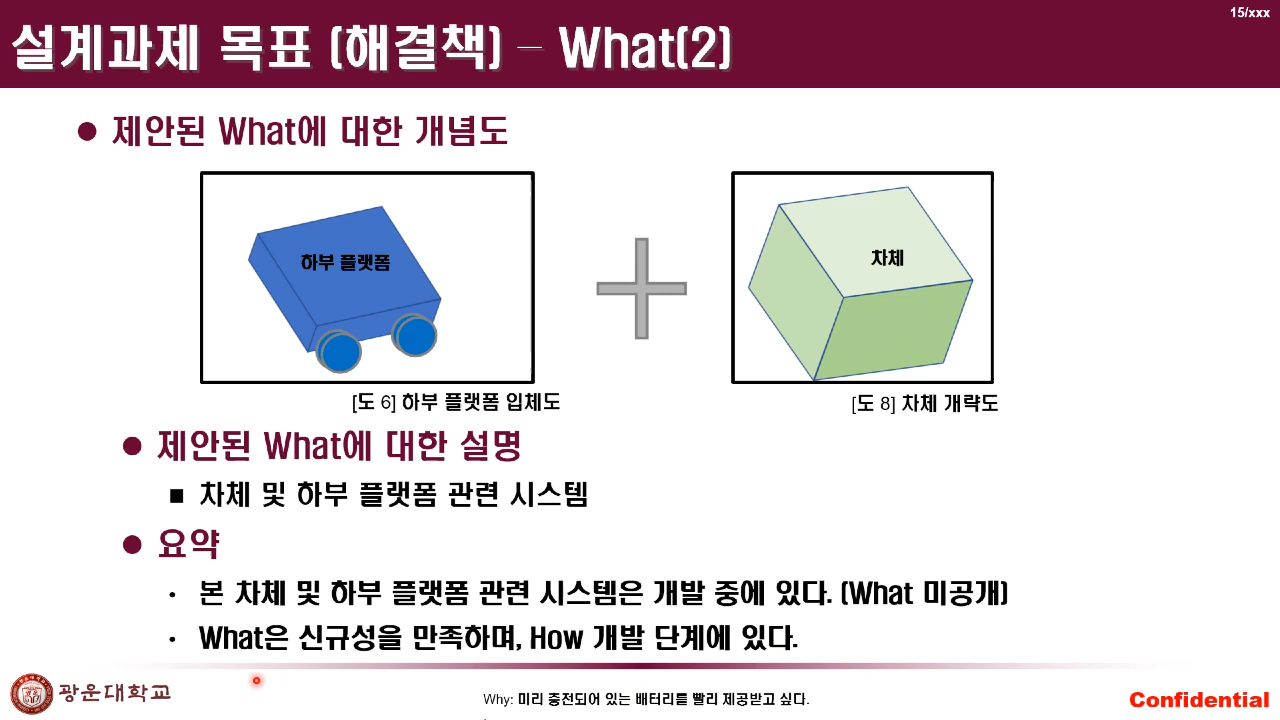 15/xxx
설계과제 목표 (해결책) – What(2)
● 제안된 What에 대한 개념도
하부 플랫폼
차체
[도 6] 하부 플랫폼 입체도
[도 8] 차체 개략도
● 제안된 What에 대한 설명
■ 차체 및 하부 플랫폼 관련 시스템
● 요약
· 본 차체 및 하부 플랫폼 관련 시스템은 개발 중에 있다. (What 미공개)
· What은 신규성을 만족하며, How 개발 단계에 있다.
광운대학교
Why: 미리 충전되어 있는 배터리를 빨리 제공받고 싶다.
Confidential